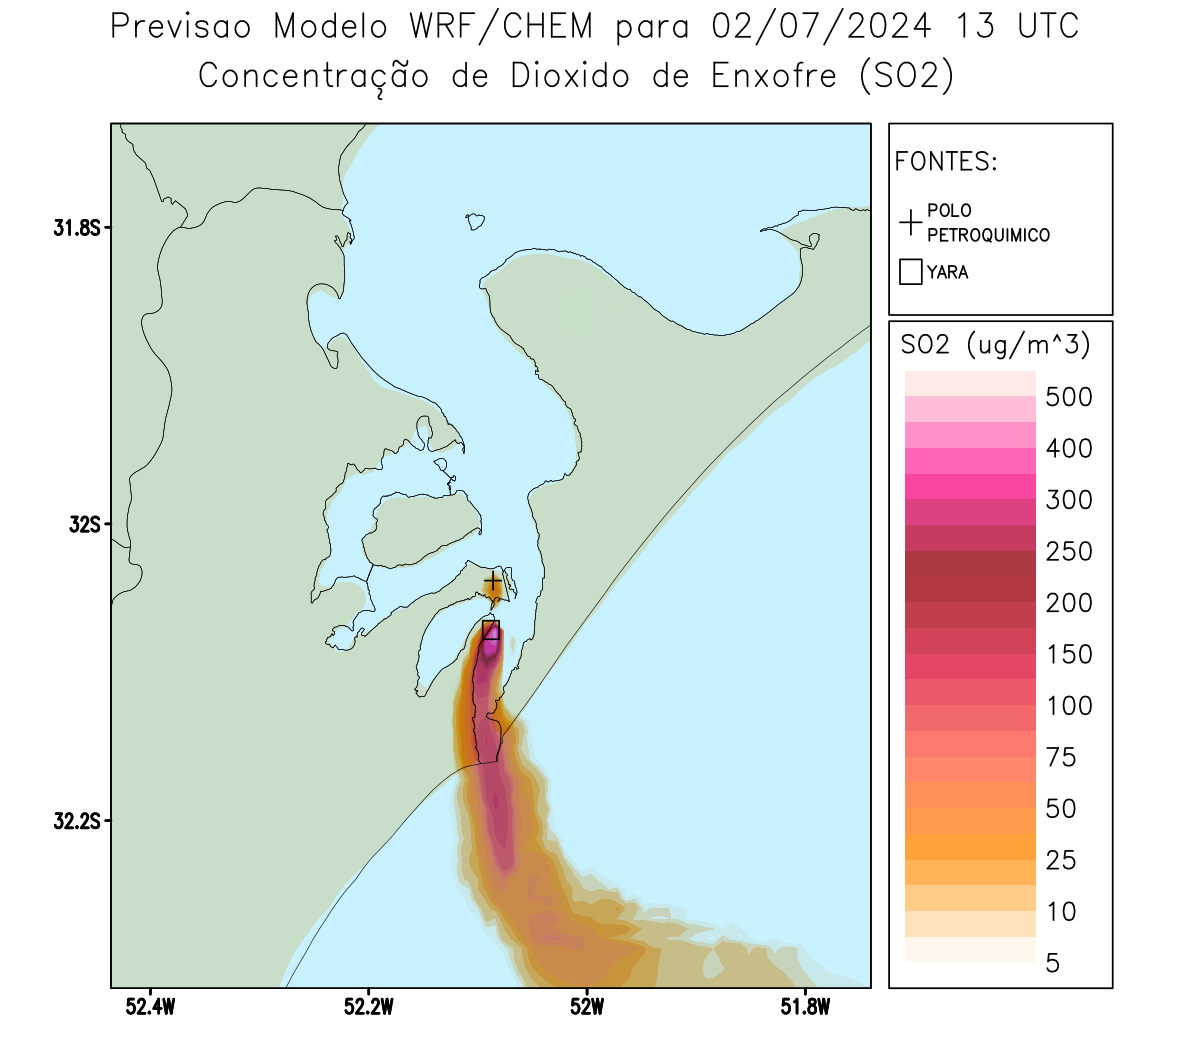 Previsao Modelo WRF/CHEM para 02/07/2024 13 UTC
Concentração de Dioxido de Enxofre (SO2)
FONTES:
POLO
PETROQUIMICO
YARA
31.8S
32S
32.2S
52.4W
52.2W
52W
51.8W
SO2 (ug/m^3)
500
400
300
250
200
150
100
75
50
25
10
5